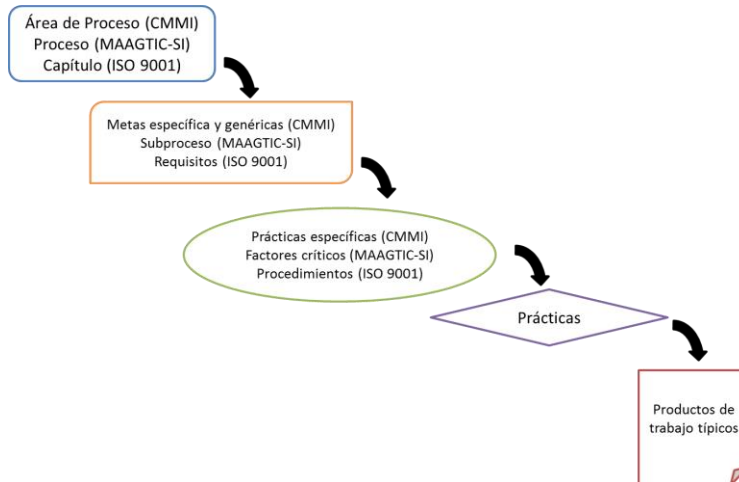 Área de Proceso (CMMI)
Proceso (MAAGTIC-SI)
Capítulo (ISO 9001)
Metas específica y genéricas (CMMI)
Subproceso (MAAGTIC-SI)
Requisitos (ISO 9001)
Prácticas específicas (CMMI)
Factores críticos (MAAGTIC-SI)
Procedimientos (ISO 9001)
Prácticas
Productos de
trabajo típicos